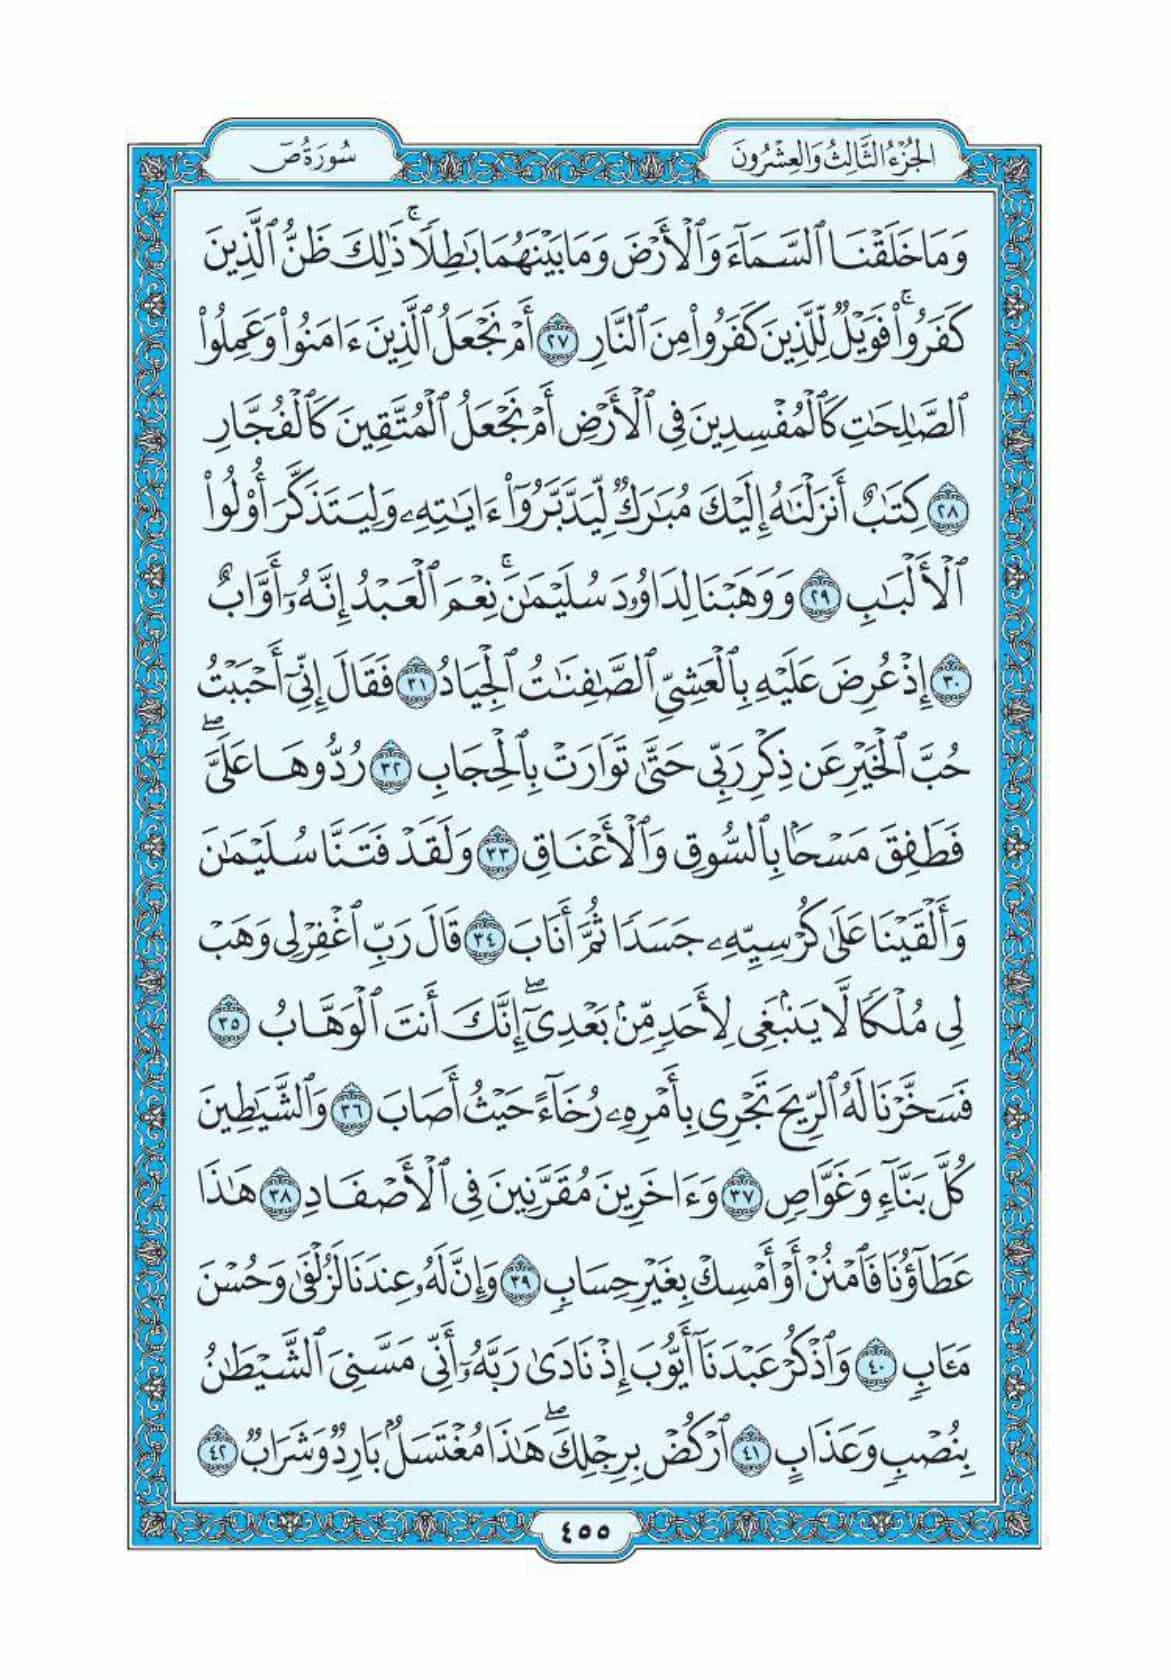 الجُزْءُ الثَّالِثُ وَالعِشْرُونَ
سُورَةُ صٓ
وَمَا خَلَقْنَا ٱلسَّمَآءَ وَٱلْأَرْضَ وَمَا بَيْنَهُمَا بَٰطِلًا ۚ ذَٰلِكَ ظَنُّ ٱلَّذِينَ
كَفَرُوا۟ ۚ فَوَيْلٌ لِّلَّذِينَ كَفَرُوا۟ مِنَ ٱلنَّارِ ٢٧ أَمْ نَجْعَلُ ٱلَّذِينَ ءَامَنُوا۟ وَعَمِلُوا۟
ٱلصَّٰلِحَٰتِ كَٱلْمُفْسِدِينَ فِى ٱلْأَرْضِ أَمْ نَجْعَلُ ٱلْمُتَّقِينَ كَٱلْفُجَّارِ
٢٨ كِتَٰبٌ أَنزَلْنَٰهُ إِلَيْكَ مُبَٰرَكٌ لِّيَدَّبَّرُوٓا۟ ءَايَٰتِهِۦ وَلِيَتَذَكَّرَ أُو۟لُوا۟
ٱلْأَلْبَٰبِ ٢٩ وَوَهَبْنَا لِدَاوُۥدَ سُلَيْمَٰنَ ۚ نِعْمَ ٱلْعَبْدُ إِنَّهُۥٓ أَوَّابٌ
٣٠ إِذْ عُرِضَ عَلَيْهِ بِٱلْعَشِىِّ ٱلصَّٰفِنَٰتُ ٱلْجِيَادُ ٣١ فَقَالَ إِنِّىٓ أَحْبَبْتُ
حُبَّ ٱلْخَيْرِ عَن ذِكْرِ رَبِّى حَتَّىٰ تَوَارَتْ بِٱلْحِجَابِ ٣٢ رُدُّوهَا عَلَىَّ ۖ
فَطَفِقَ مَسْحًۢا بِٱلسُّوقِ وَٱلْأَعْنَاقِ ٣٣ وَلَقَدْ فَتَنَّا سُلَيْمَٰنَ
وَأَلْقَيْنَا عَلَىٰ كُرْسِيِّهِۦ جَسَدًا ثُمَّ أَنَابَ ٣٤ قَالَ رَبِّ ٱغْفِرْ لِى وَهَبْ
لِى مُلْكًا لَّا يَنۢبَغِى لِأَحَدٍ مِّنۢ بَعْدِىٓ ۖ إِنَّكَ أَنتَ ٱلْوَهَّابُ ٣٥
فَسَخَّرْنَا لَهُ ٱلرِّيحَ تَجْرِى بِأَمْرِهِۦ رُخَآءً حَيْثُ أَصَابَ ٣٦ وَٱلشَّيَٰطِينَ
كُلَّ بَنَّآءٍ وَغَوَّاصٍ ٣٧ وَءَاخَرِينَ مُقَرَّنِينَ فِى ٱلْأَصْفَادِ ٣٨ هَٰذَا
عَطَآؤُنَا فَٱمْنُنْ أَوْ أَمْسِكْ بِغَيْرِ حِسَابٍ ٣٩ وَإِنَّ لَهُۥ عِندَنَا لَزُلْفَىٰ وَحُسْنَ
مَـَٔابٍ ٤٠ وَٱذْكُرْ عَبْدَنَآ أَيُّوبَ إِذْ نَادَىٰ رَبَّهُۥٓ أَنِّى مَسَّنِىَ ٱلشَّيْطَٰنُ
بِنُصْبٍ وَعَذَابٍ ٤١ ٱرْكُضْ بِرِجْلِكَ ۖ هَٰذَا مُغْتَسَلٌۢ بَارِدٌ وَشَرَابٌ ٤٢
٤٥٥